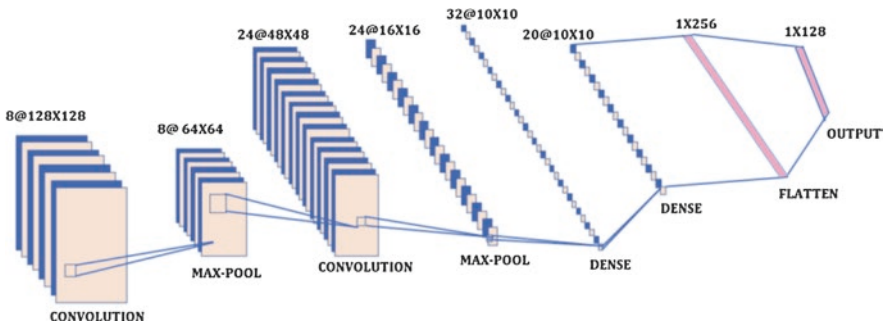 8@128X128
8@ 64X64
24@48X48
24@16X16
32@10X10
20@10X10
1X256
1X128
CONVOLUTION
MAX-POOL
CONVOLUTION
MAX-POOL
DENSE
DENSE
FLATTEN
OUTPUT